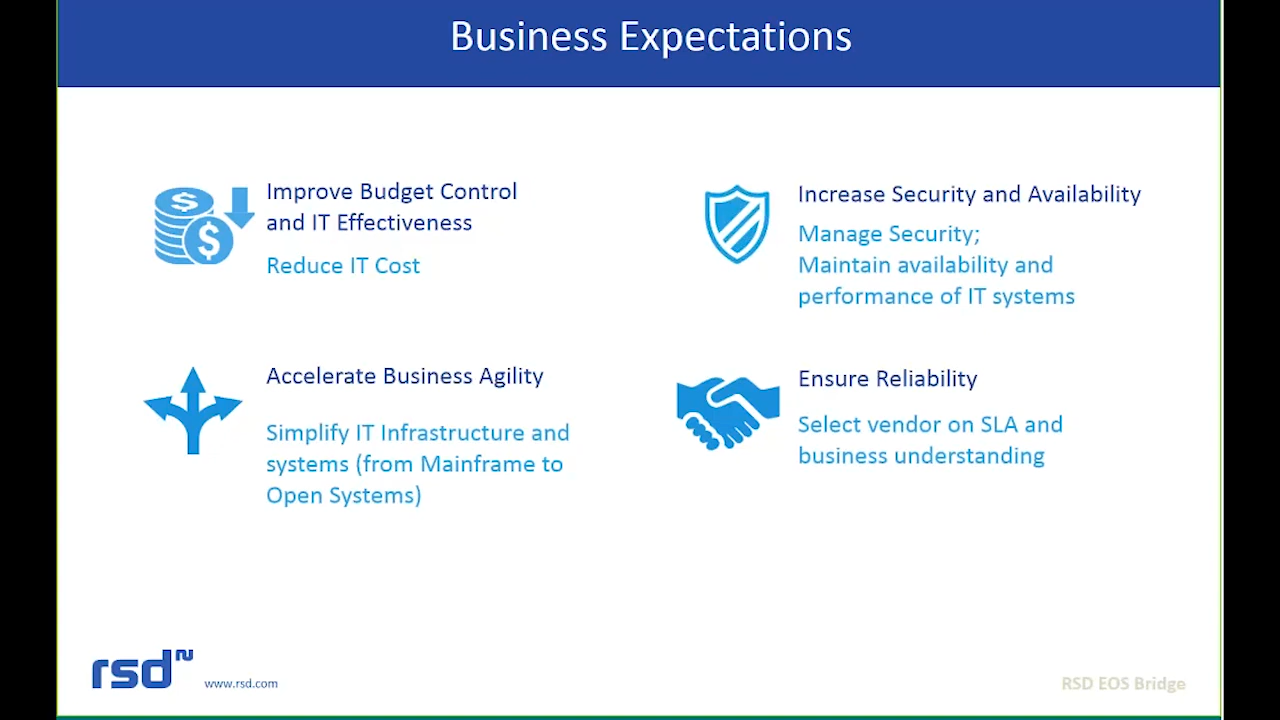 Business Expectations
Improve Budget Control
and IT Effectiveness
Reduce IT Cost
Increase Security and Availability
Manage Security;
Maintain availability and
performance of IT systems
Accelerate Business Agility
Simplify IT Infrastructure and
systems (from Mainframe to
Open Systems)
Ensure Reliability
Select vendor on SLA and
business understanding
rsd
www.rsd.com
RSD EOS Bridge